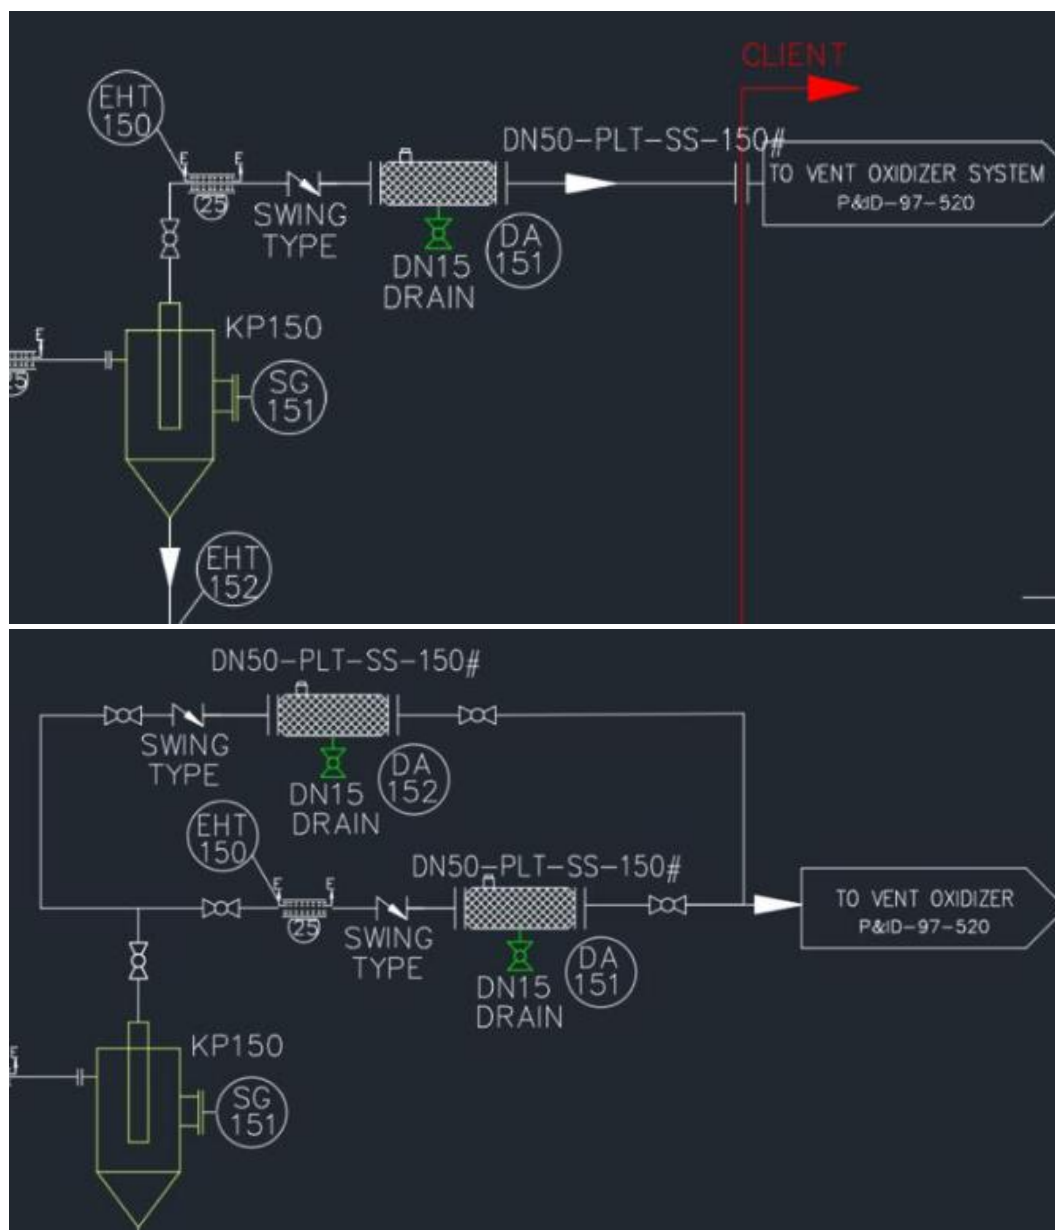 CLIENT
EHT
150
DN50-PLT-SS-150#
E E
25
SWING
TYPE
DN15
DRAIN
DA
151
TO VENT OXIDIZER SYSTEM
P&ID-97-520
KP150
E
SG
151
EHT
152
DN50-PLT-SS-150#
SWING
TYPE
DN15
DRAIN
DA
152
EHT
150
E E
25
DN50-PLT-SS-150#
SWING
TYPE
DN15
DRAIN
DA
151
TO VENT OXIDIZER
P&ID-97-520
KP150
E
SG
151